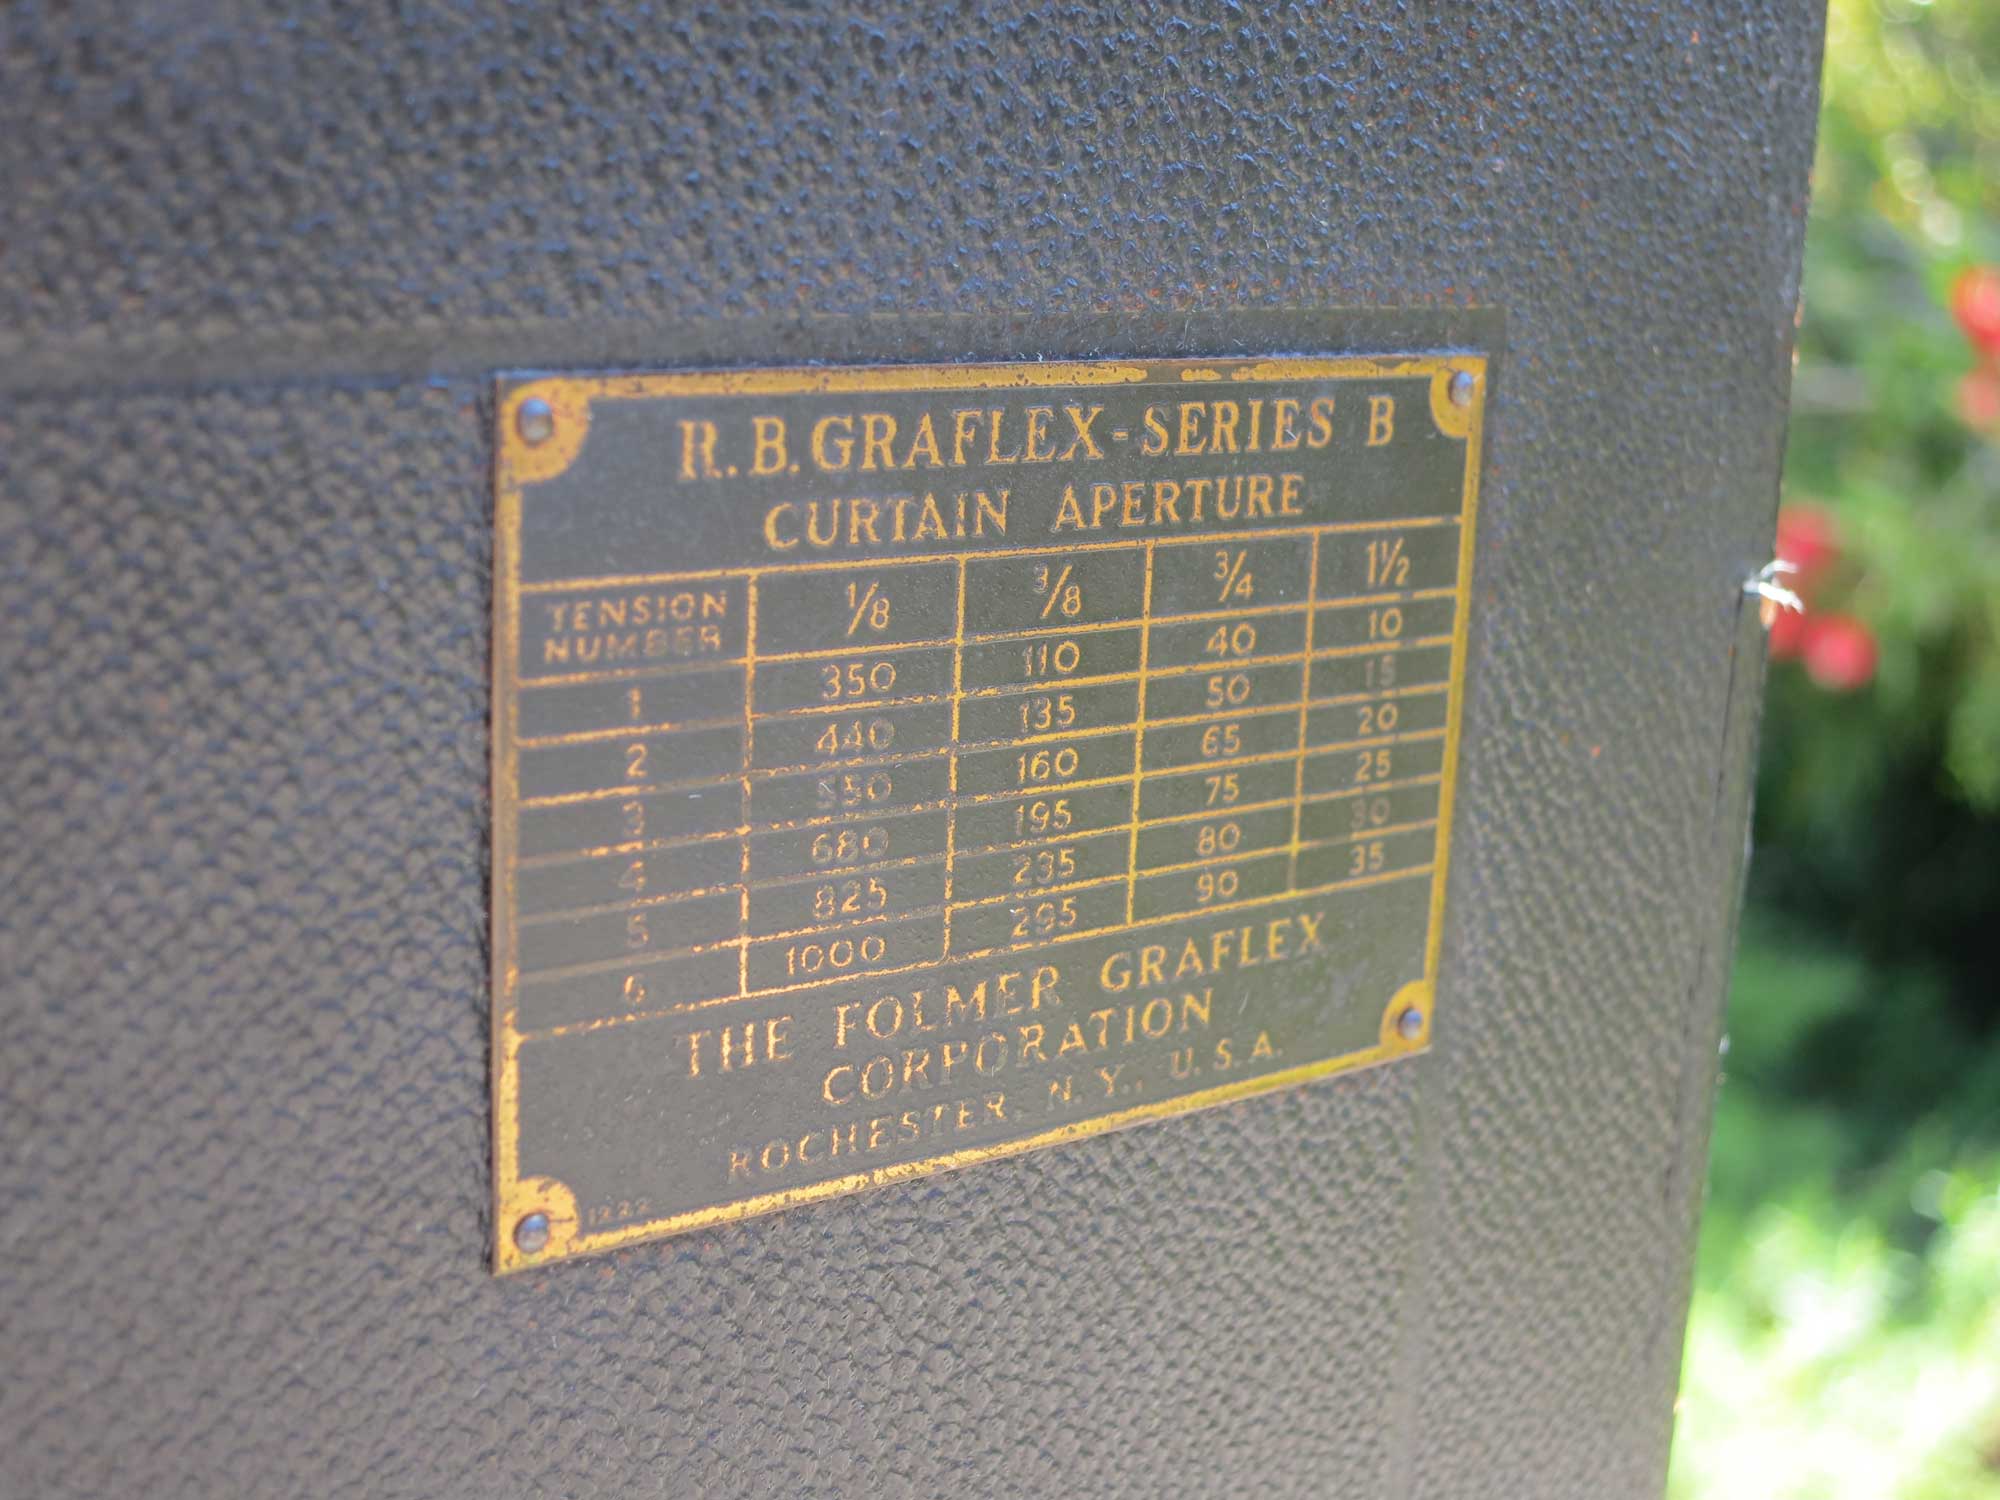 R.B. GRAFLEX-SERIES B
CURTAIN APERTURE
TENSION NUMBER 1/8 3/8 3/4 1½
1 350 110 40 10
2 440 135 50 15
3 550 160 65 20
4 680 195 75 25
5 825 235 80 30
6 1000 295 90 35
THE FOLMER GRAFLEX
CORPORATION
ROCHESTER, N.Y., U.S.A.